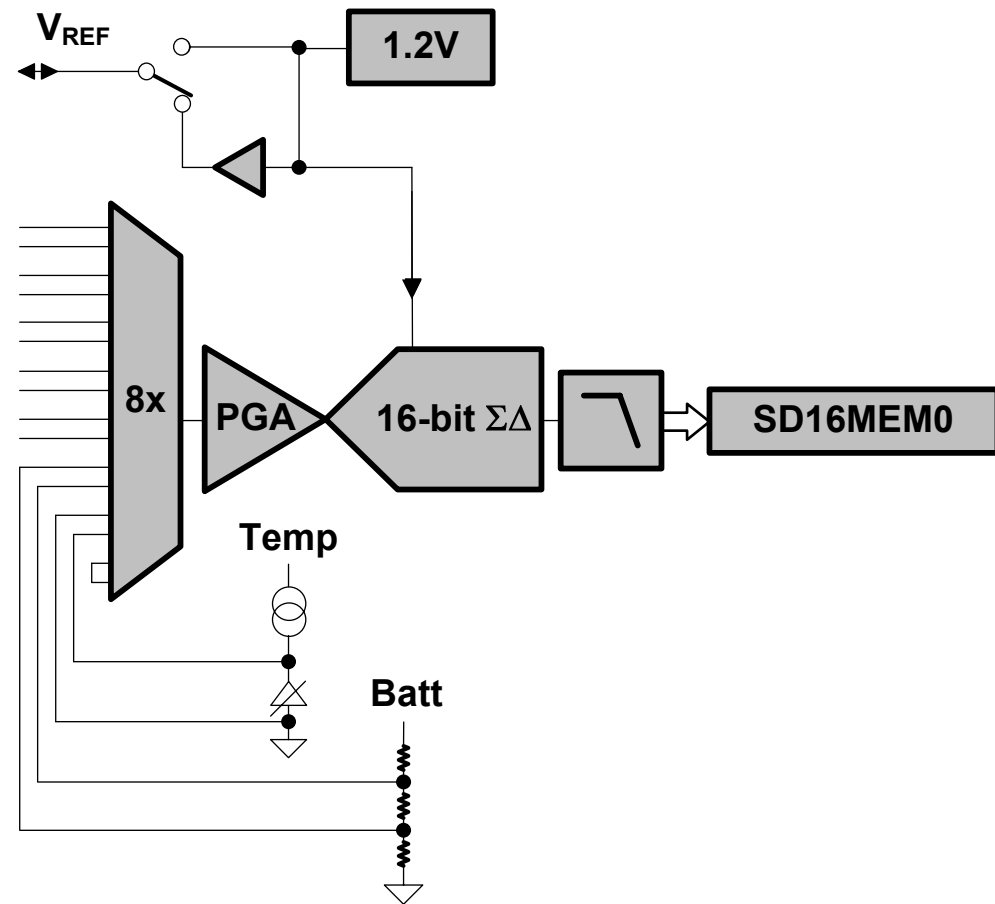 VREF
1.2V
8x
PGA
16-bit ΣΔ
SD16MEM0
Temp
Batt